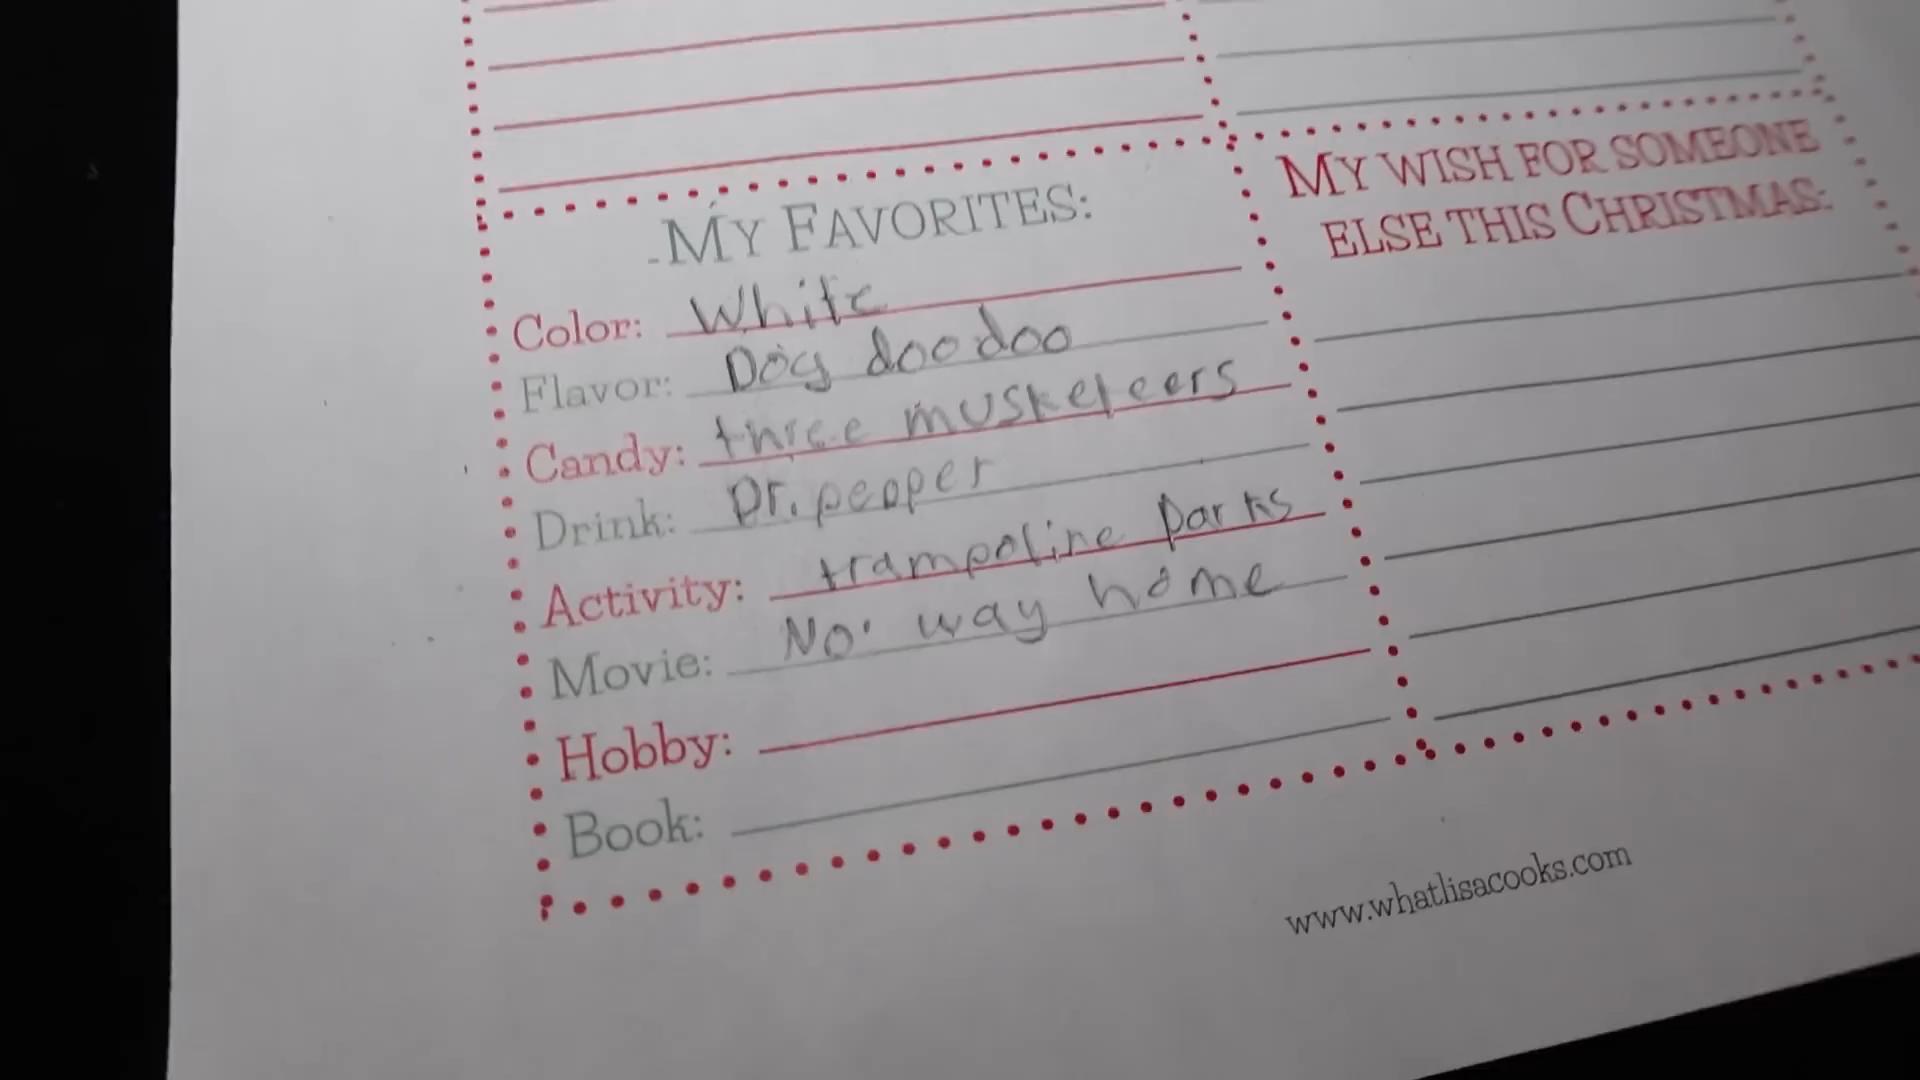 MY FAVORITES:
Color: White
Flavor: Dog doodoo
Candy: three musketeers
Drink: Dr. pepper
Activity: trampoline parks
Movie: No way home
Hobby:
Book:
MY WISH FOR SOMEONE
ELSE THIS CHRISTMAS:
www.whatlisacooks.com